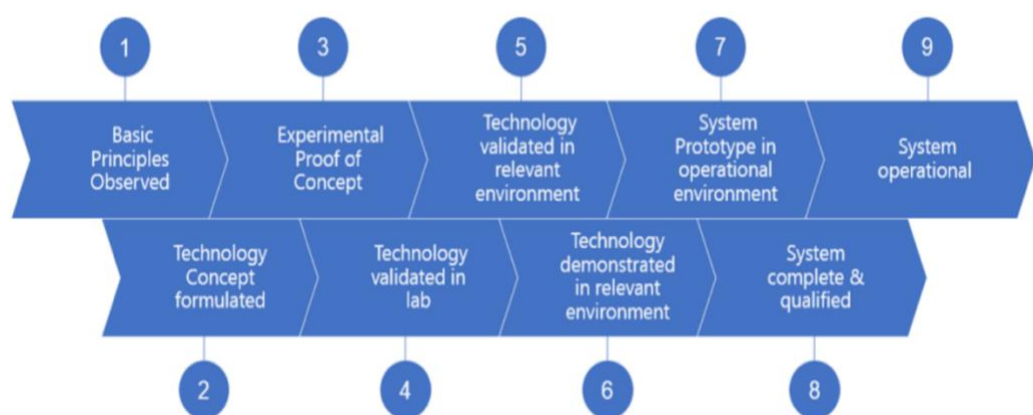 1
3
5
7
9
Basic
Principles
Observed
Experimental
Proof of
Concept
Technology
validated in
relevant
environment
System
Prototype in
operational
environment
System
operational
Technology
Concept
formulated
Technology
validated in
lab
Technology
demonstrated
in relevant
environment
System
complete &
qualified
2
4
6
8